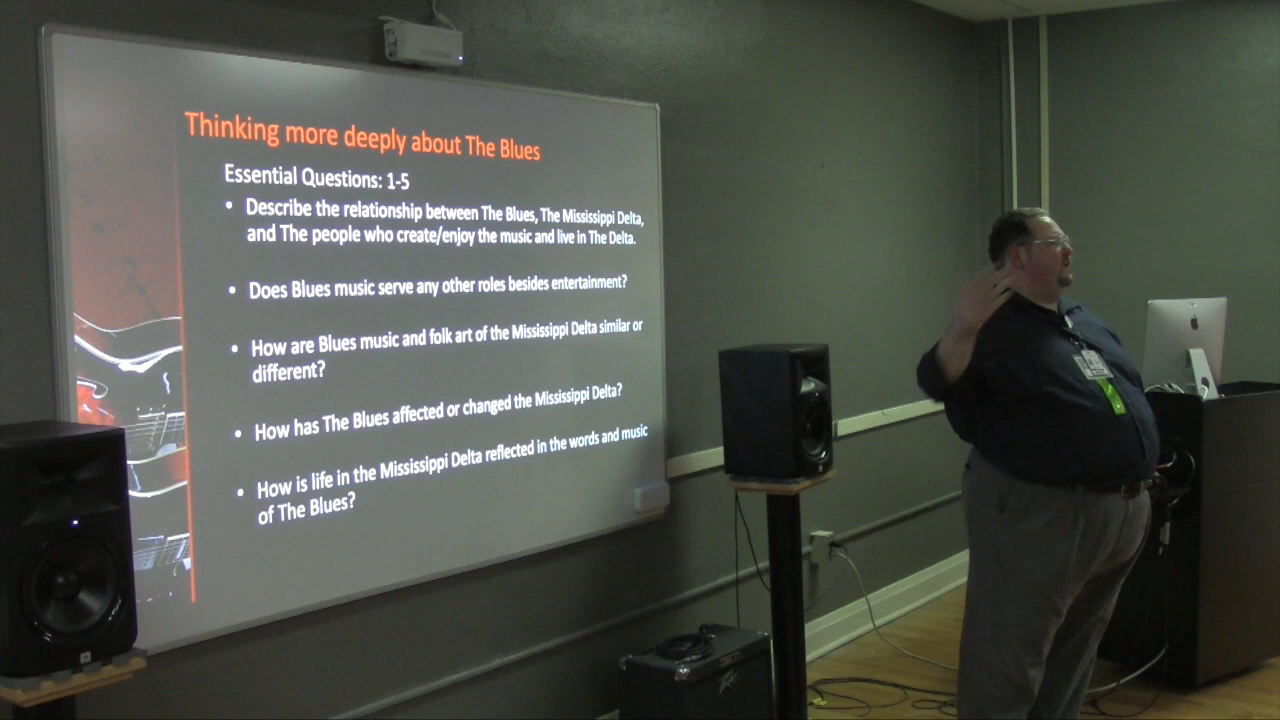 Thinking more deeply about The Blues
Essential Questions: 1-5
• Describe the relationship between The Blues, The Mississippi Delta,
and The people who create/enjoy the music and live in The Delta.
• Does Blues music serve any other roles besides entertainment?
• How are Blues music and folk art of the Mississippi Delta similar or
different?
• How has The Blues affected or changed the Mississippi Delta?
• How is life in the Mississippi Delta reflected in the words and music
of The Blues?